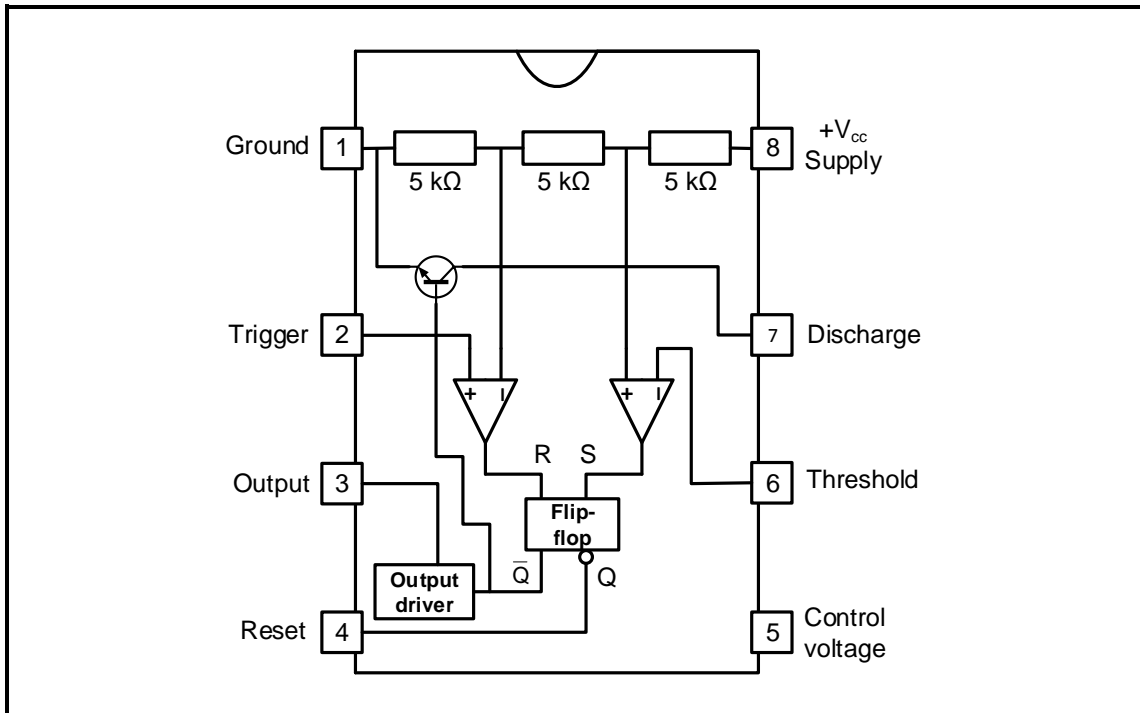 Ground
1
5 kΩ
5 kΩ
5 kΩ
8
+Vcc
Supply
Trigger
2
7
Discharge
+
−
+
−
R
S
Output
3
6
Threshold
Flip-
flop
Q̅
Q
Output
driver
Reset
4
5
Control
voltage